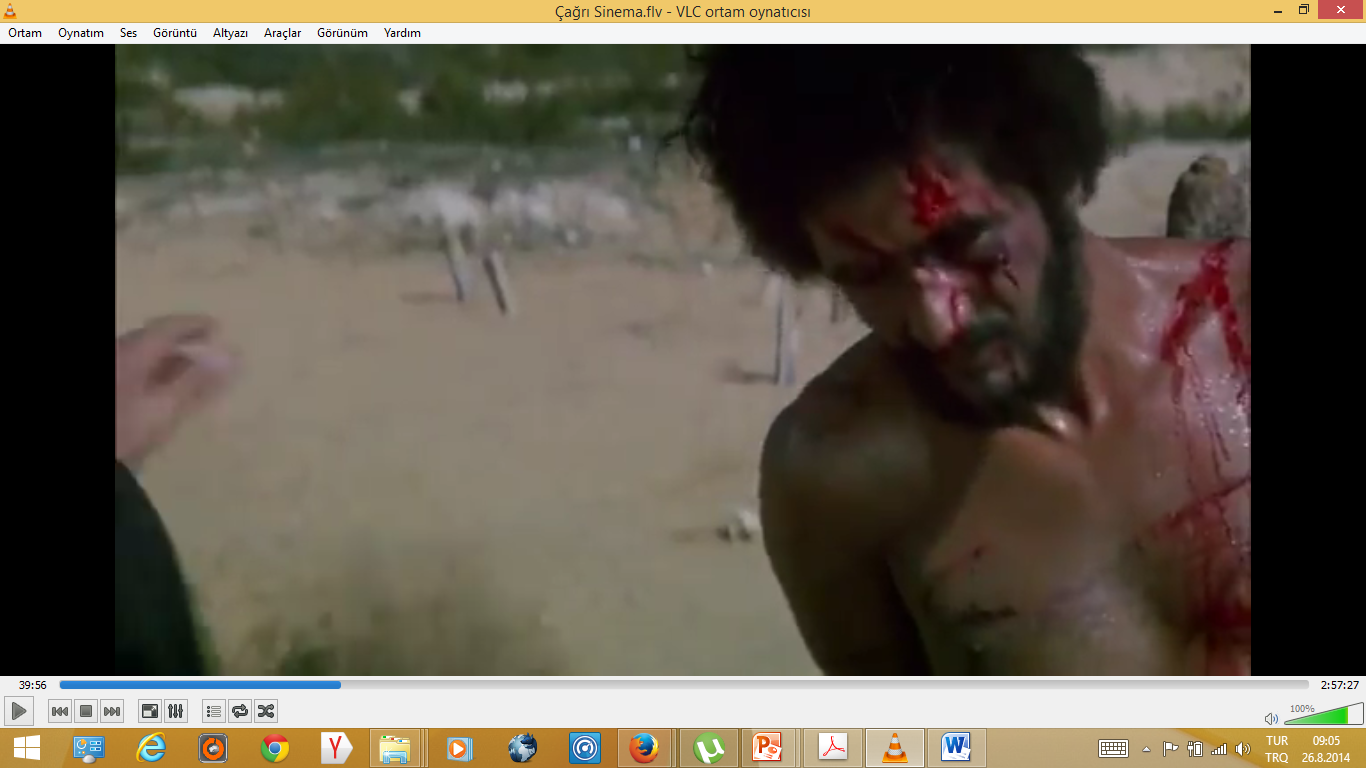 Çağrı Sinema.flv - VLC ortam oynatıcısı
Ortam Oynatım Ses Görüntü Altyazı Araçlar Görünüm Yardım
39:56 2:57:27
100%
TUR 09:05
TRQ 26.8.2014